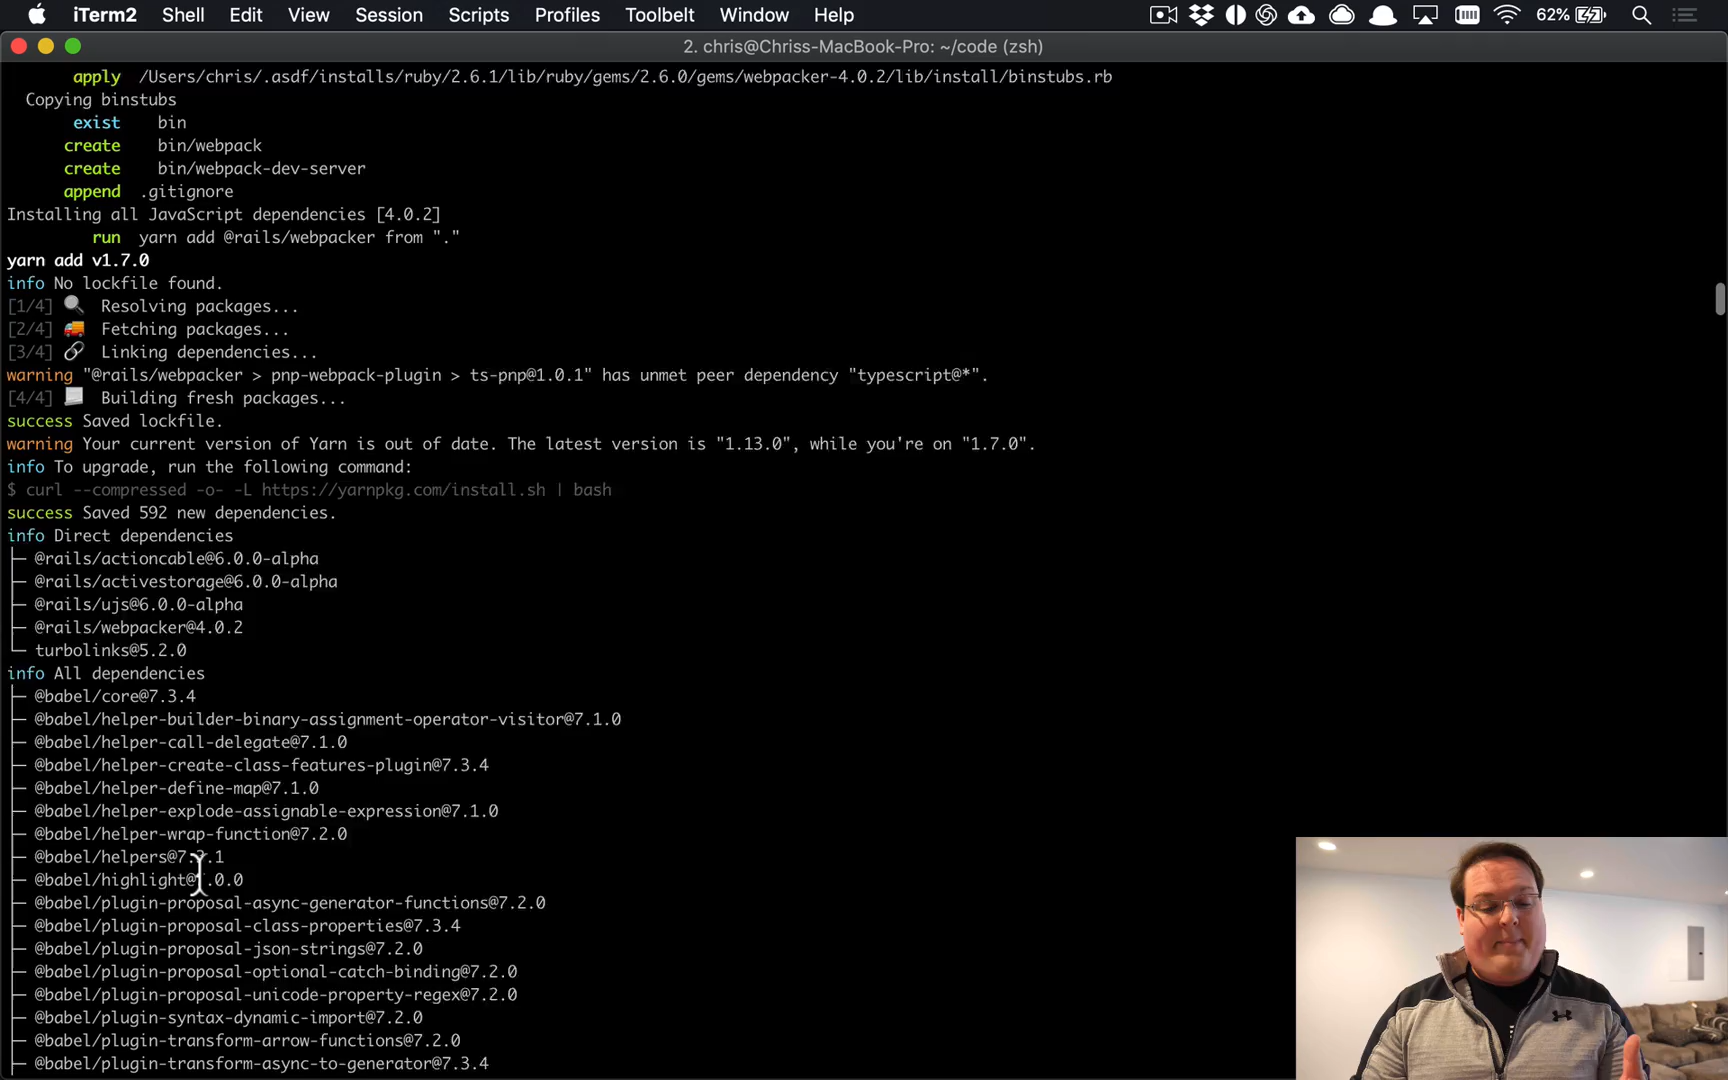 iTerm2 Shell Edit View Session Scripts Profiles Toolbelt Window Help 62%
2. chris@Chriss-MacBook-Pro: ~/code (zsh)
apply /Users/chris/.asdf/installs/ruby/2.6.1/lib/ruby/gems/2.6.0/gems/webpacker-4.0.2/lib/install/binstubs.rb
Copying binstubs
exist bin
create bin/webpack
create bin/webpack-dev-server
append .gitignore
Installing all JavaScript dependencies [4.0.2]
run yarn add @rails/webpacker from "."
yarn add v1.7.0
info No lockfile found.
[1/4] 🔍 Resolving packages...
[2/4] 🚚 Fetching packages...
[3/4] 🔗 Linking dependencies...
warning "@rails/webpacker > pnp-webpack-plugin > ts-pnp@1.0.1" has unmet peer dependency "typescript@*".
[4/4] 📃 Building fresh packages...
success Saved lockfile.
warning Your current version of Yarn is out of date. The latest version is "1.13.0", while you're on "1.7.0".
info To upgrade, run the following command:
$ curl --compressed -o- -L https://yarnpkg.com/install.sh | bash
success Saved 592 new dependencies.
info Direct dependencies
├─ @rails/actioncable@6.0.0-alpha
├─ @rails/activestorage@6.0.0-alpha
├─ @rails/ujs@6.0.0-alpha
├─ @rails/webpacker@4.0.2
└─ turbolinks@5.2.0
info All dependencies
├─ @babel/core@7.3.4
├─ @babel/helper-builder-binary-assignment-operator-visitor@7.1.0
├─ @babel/helper-call-delegate@7.1.0
├─ @babel/helper-create-class-features-plugin@7.3.4
├─ @babel/helper-define-map@7.1.0
├─ @babel/helper-explode-assignable-expression@7.1.0
├─ @babel/helper-wrap-function@7.2.0
├─ @babel/helpers@7.3.1
├─ @babel/highlight@7.0.0
├─ @babel/plugin-proposal-async-generator-functions@7.2.0
├─ @babel/plugin-proposal-class-properties@7.3.4
├─ @babel/plugin-proposal-json-strings@7.2.0
├─ @babel/plugin-proposal-optional-catch-binding@7.2.0
├─ @babel/plugin-proposal-unicode-property-regex@7.2.0
├─ @babel/plugin-syntax-dynamic-import@7.2.0
├─ @babel/plugin-transform-arrow-functions@7.2.0
├─ @babel/plugin-transform-async-to-generator@7.3.4